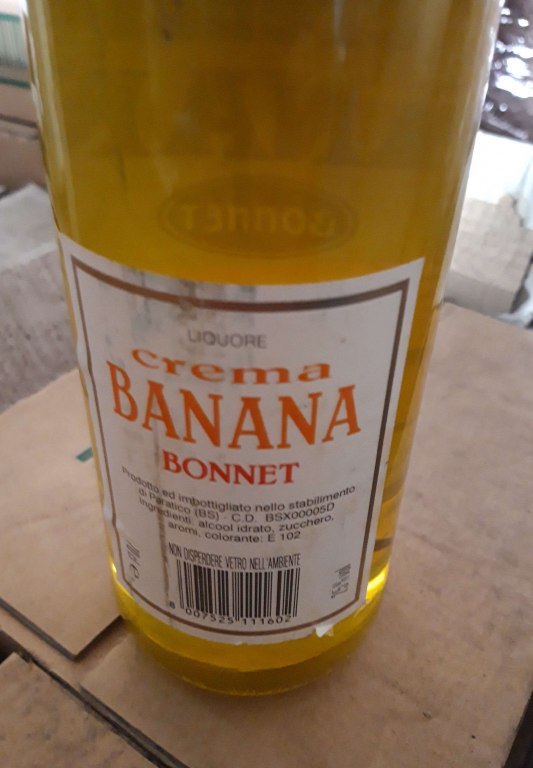 BONNET
LIQUORE
crema
BANANA
BONNET
Prodotto ed imbottigliato nello stabilimento
di Paratico (BS) - C.D. BSX00005D
Ingredienti: alcool idrato, zucchero,
aromi, colorante: E 102
NON DISPERDERE VETRO NELL'AMBIENTE
8 007525 111602